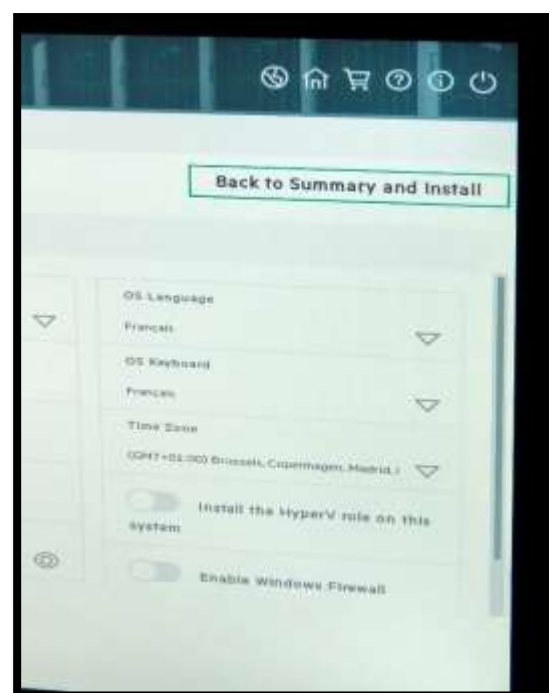 Back to Summary and Install
OS Language
Français
OS Keyboard
Français
Time Zone
(GMT+01:00) Brussels, Copenhagen, Madrid,
Install the HyperV role on this
system
Enable Windows Firewall